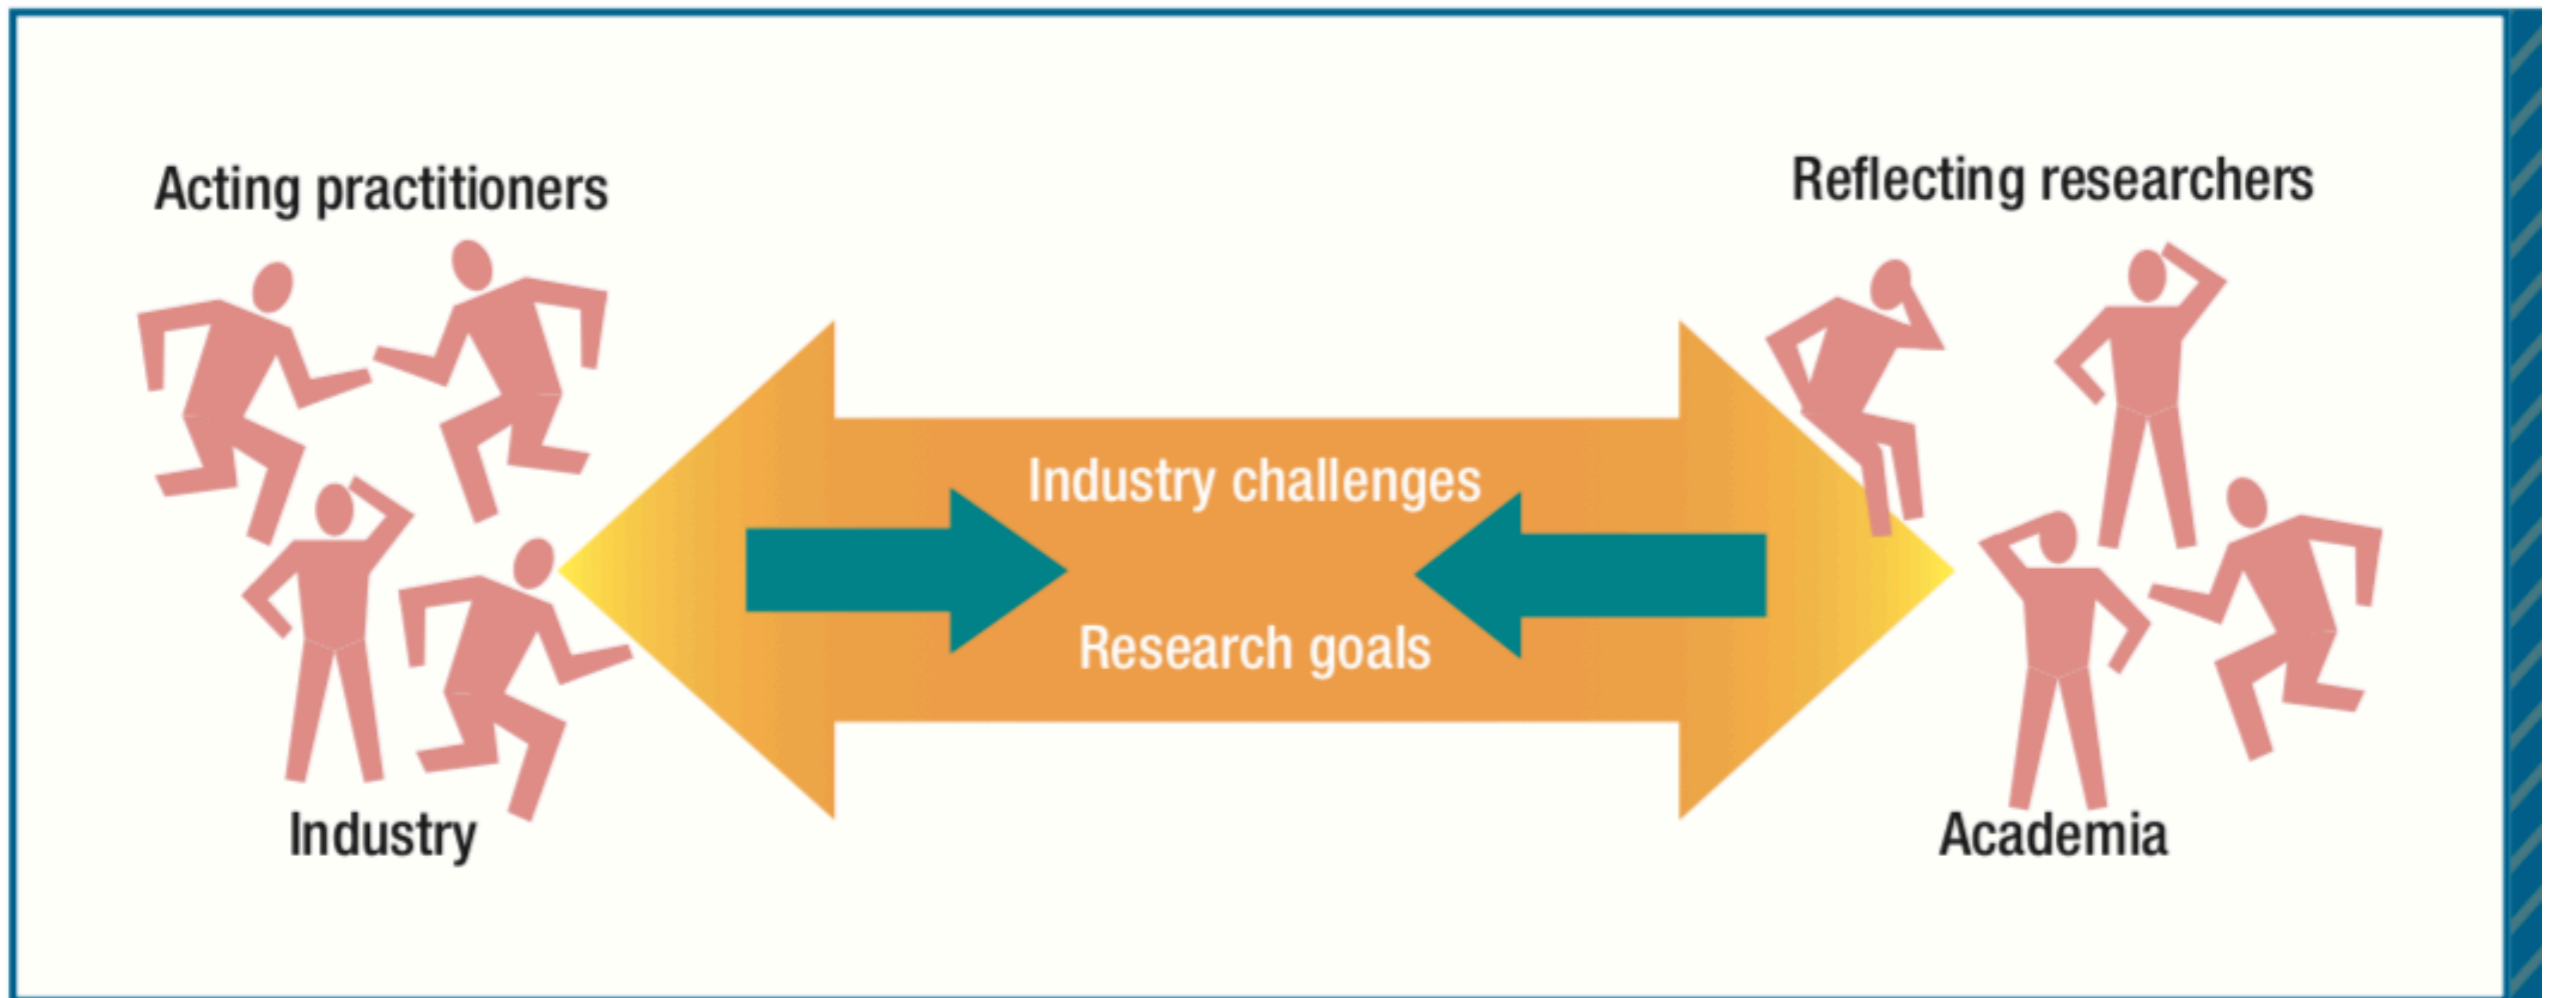 Acting practitioners
Reflecting researchers
Industry challenges
Research goals
Industry
Academia